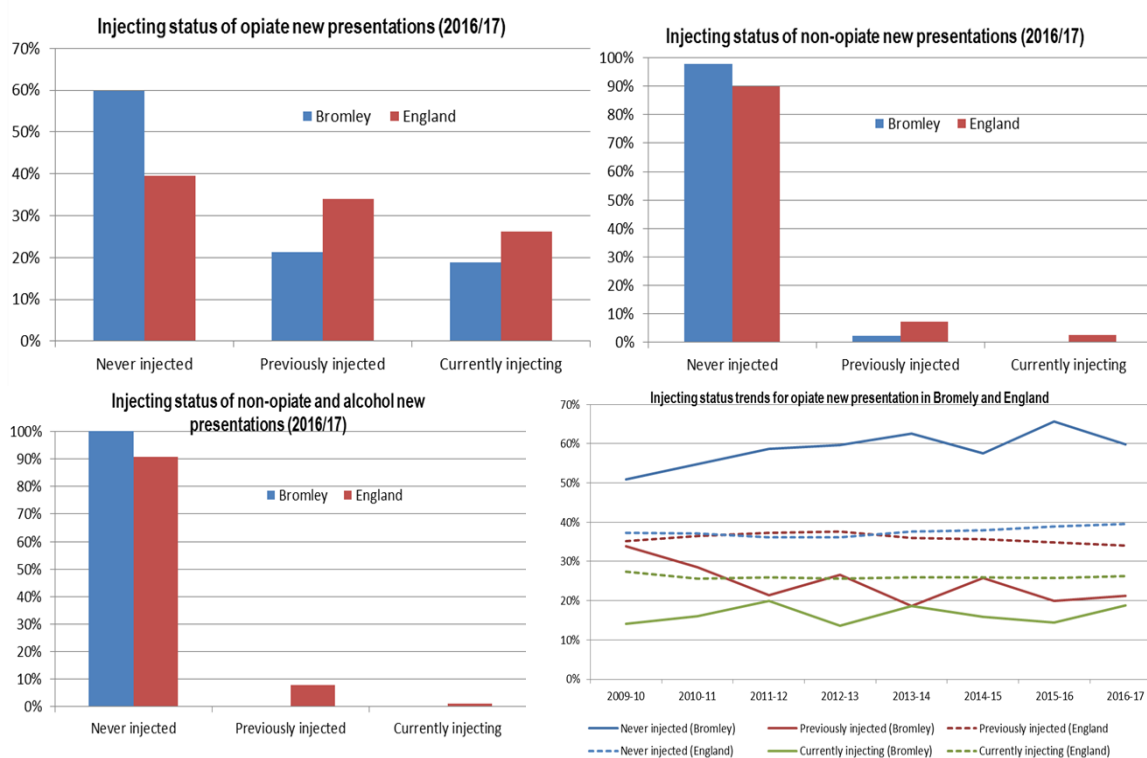 Injecting status of opiate new presentations (2016/17)
70%
60%
50%
40%
30%
20%
10%
0%
Bromley England
Never injected Previously injected Currently injecting
Injecting status of non-opiate new presentations (2016/17)
100%
90%
80%
70%
60%
50%
40%
30%
20%
10%
0%
Bromley England
Never injected Previously injected Currently injecting
Injecting status of non-opiate and alcohol new
presentations (2016/17)
100%
90%
80%
70%
60%
50%
40%
30%
20%
10%
0%
Bromley England
Never injected Previously injected Currently injecting
Injecting status trends for opiate new presentation in Bromely and England
70%
60%
50%
40%
30%
20%
10%
0%
2009-10 2010-11 2011-12 2012-13 2013-14 2014-15 2015-16 2016-17
Never injected (Bromley) Previously injected (Bromley) Previously injected (England
Never injected (England) Currently injecting (Bromley) Currently injecting (England)